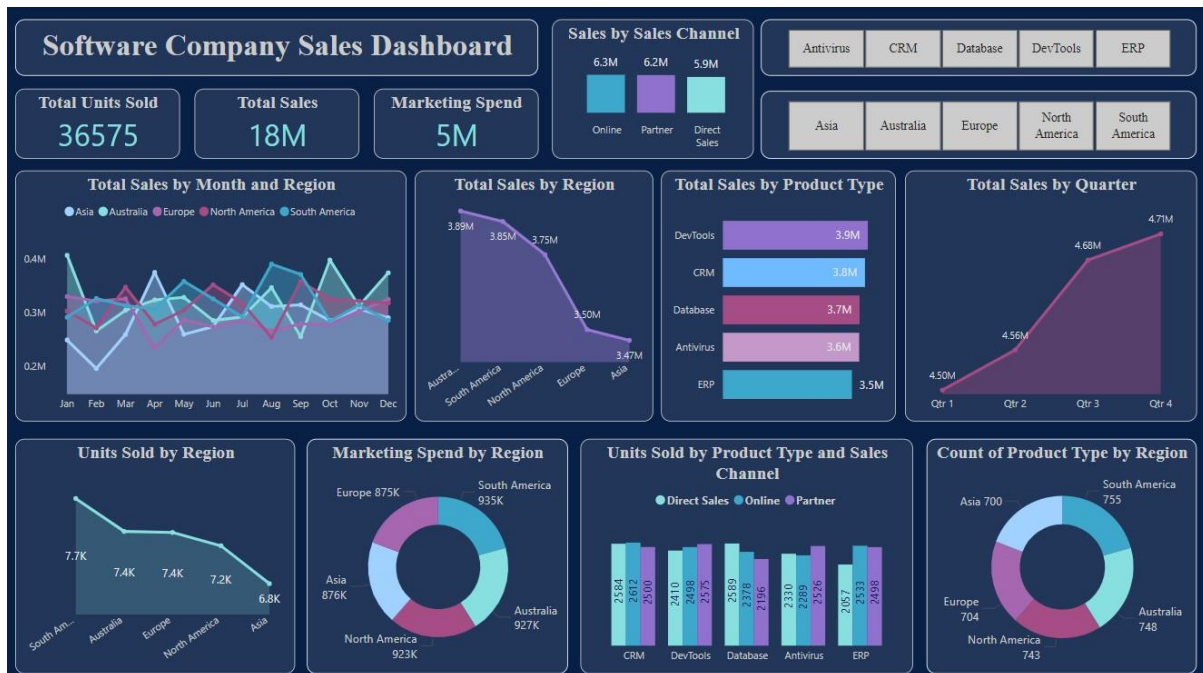 Software Company Sales Dashboard
Total Units Sold
36575
Total Sales
18M
Marketing Spend
5M
Sales by Sales Channel
6.3M 6.2M 5.9M
Online Partner Direct
Sales
Antivirus CRM Database DevTools ERP
Asia Australia Europe North
America South
America
Total Sales by Month and Region
Asia Australia Europe North America South America
0.4M
0.3M
0.2M
Jan Feb Mar Apr May Jun Jul Aug Sep Oct Nov Dec
Total Sales by Region
3.89M
3.85M
3.75M
3.50M
3.47M
Austra... South America North America Europe Asia
Total Sales by Product Type
DevTools 3.9M
CRM 3.8M
Database 3.7M
Antivirus 3.6M
ERP 3.5M
Total Sales by Quarter
4.71M
4.68M
4.56M
4.50M
Qtr 1 Qtr 2 Qtr 3 Qtr 4
Units Sold by Region
7.7K
7.4K
7.4K
7.2K
6.8K
South Am... Australia Europe North America Asia
Marketing Spend by Region
South America
935K
Australia
927K
North America
923K
Asia
876K
Europe 875K
Units Sold by Product Type and Sales
Channel
Direct Sales Online Partner
2584 2612 2500
2410 2498 2575
2589 2378 2196
2330 2289 2526
2057 2533 2498
CRM DevTools Database Antivirus ERP
Count of Product Type by Region
South America
755
Australia
748
North America
743
Europe
704
Asia 700